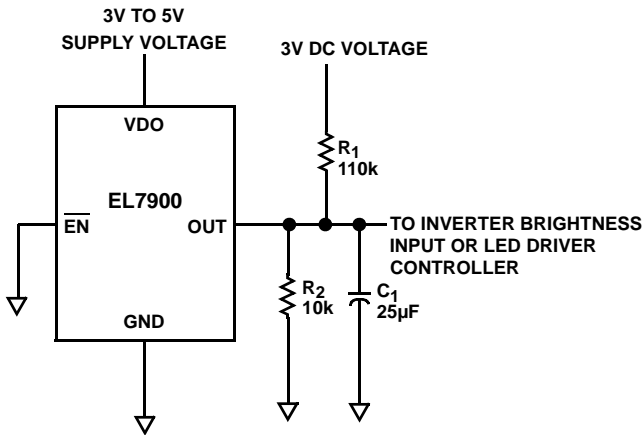 3V TO 5V
SUPPLY VOLTAGE
3V DC VOLTAGE
VDO
R1
110k
EL7900
EN
OUT
TO INVERTER BRIGHTNESS
INPUT OR LED DRIVER
CONTROLLER
R2
10k
C1
25µF
GND